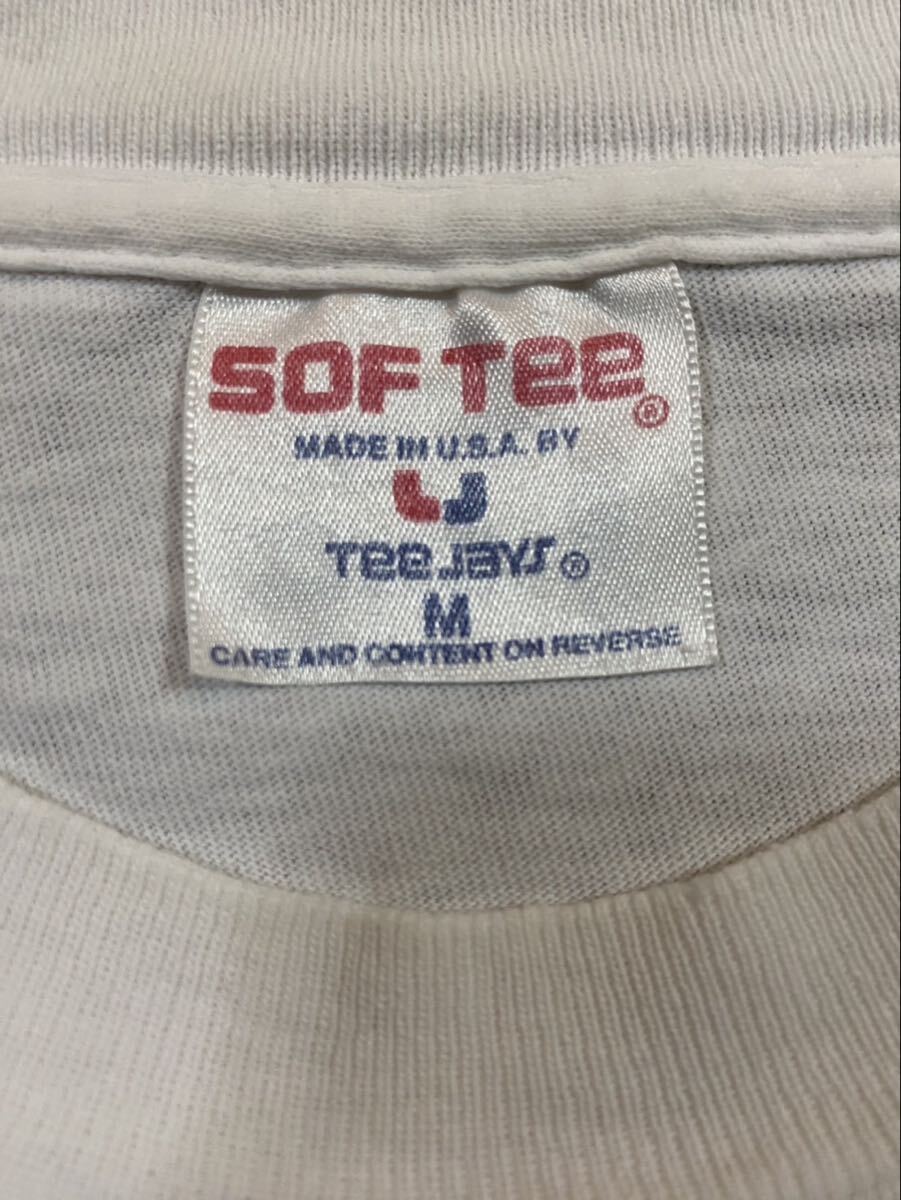 SOF Tee®
MADE IN U.S.A. BY
Tee Jays®
M
CARE AND CONTENT ON REVERSE